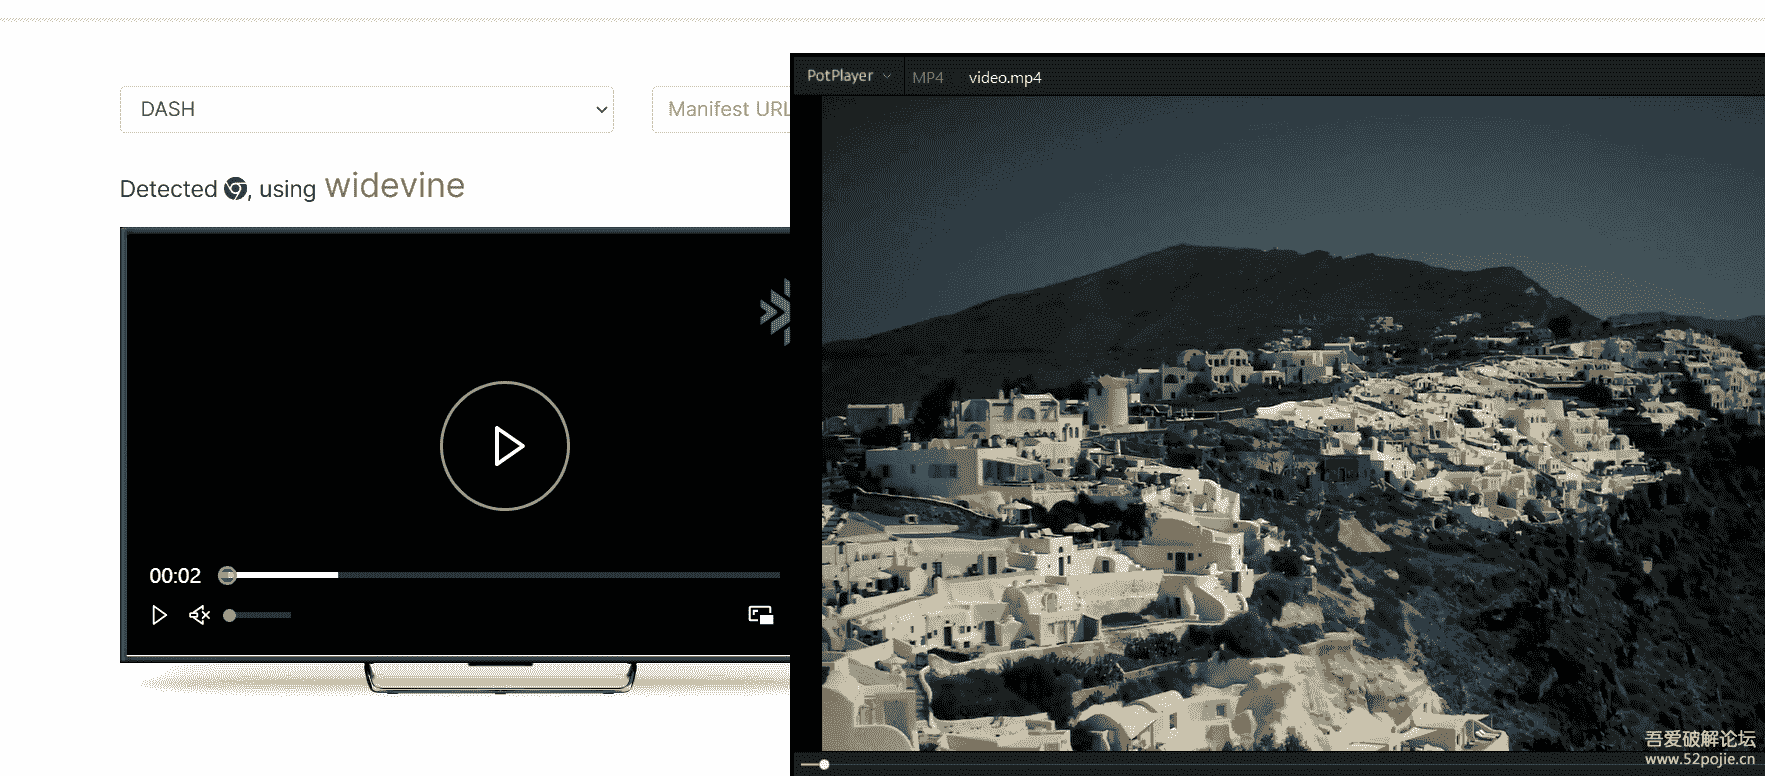 DASH
Manifest URL
Detected , using widevine
00:02
PotPlayer MP4 video.mp4
吾爱破解论坛
www.52pojie.cn